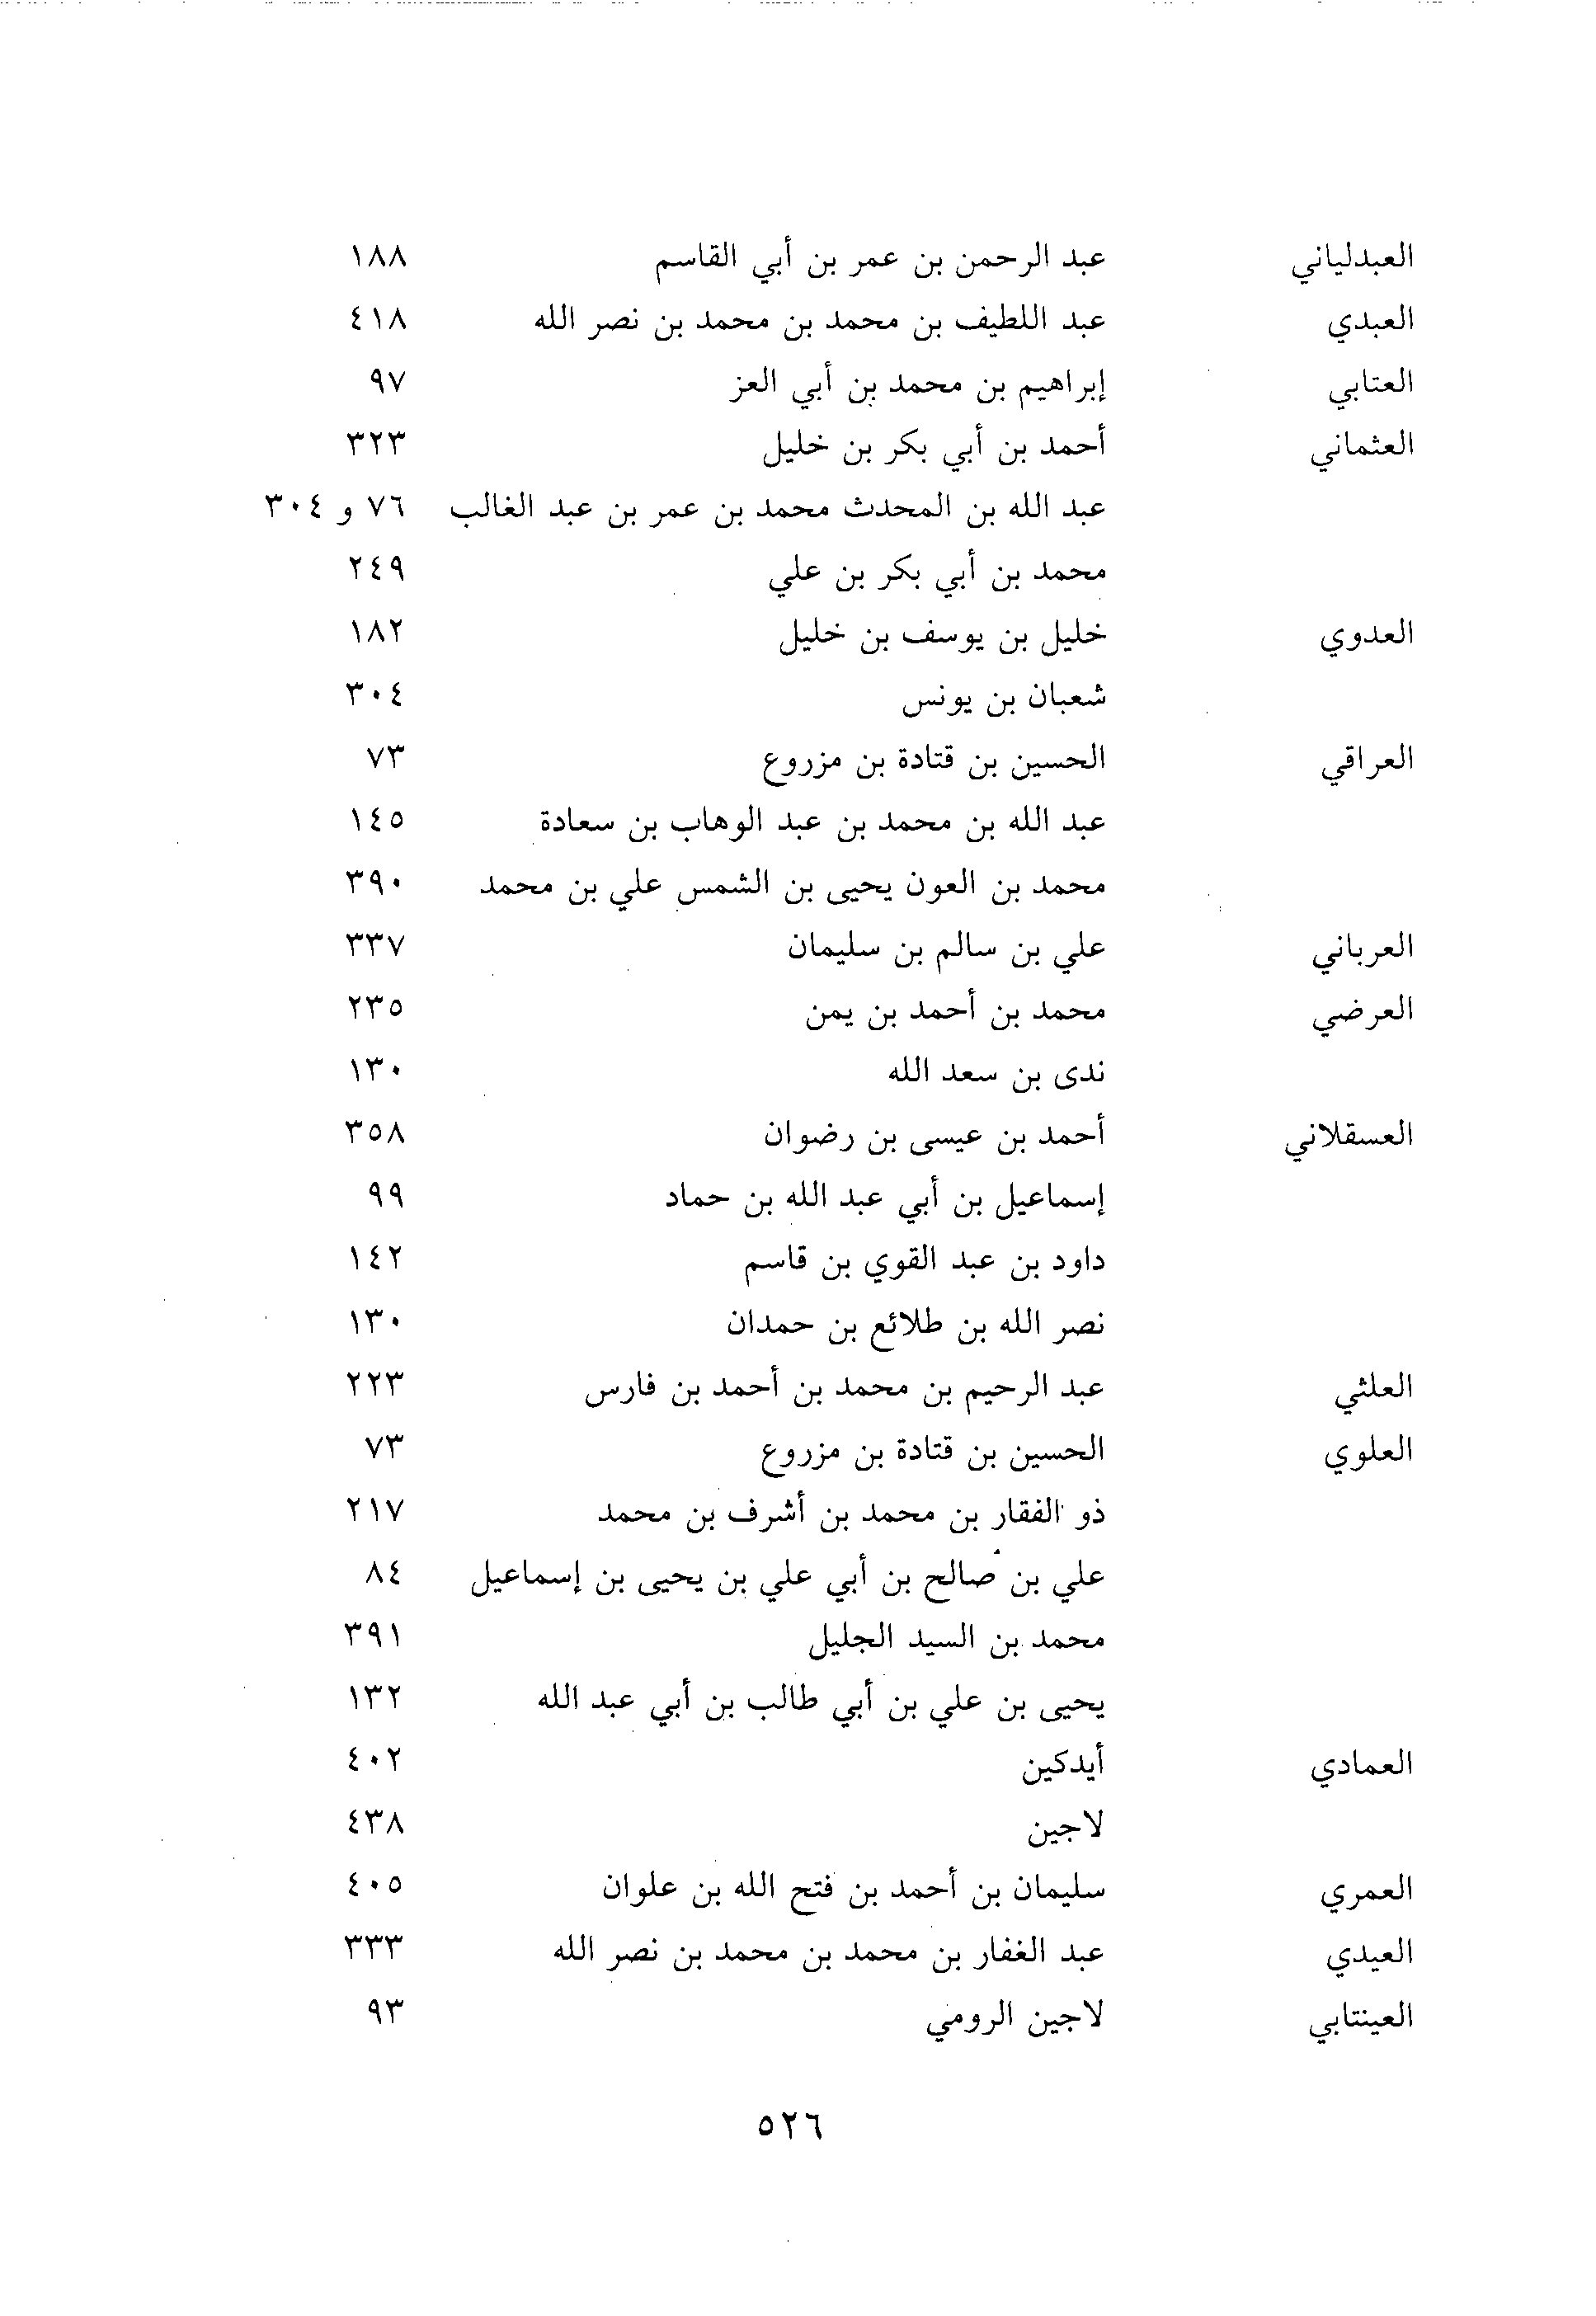 العبدلياني عبد الرحمن بن عمر بن أبي القاسم ١٨٨
العبدي عبد اللطيف بن محمد بن محمد بن نصر الله ٤١٨
العتابي إبراهيم بن محمد بن أبي العز ٩٧
العثماني أحمد بن أبي بكر بن خليل ٣٢٣
عبد الله بن المحدث محمد بن عمر بن عبد الغالب ٧٦ و ٣٠٤
محمد بن أبي بكر بن علي ٢٤٩
العدوي خليل بن يوسف بن خليل ١٨٢
شعبان بن يونس ٣٠٤
العراقي الحسين بن قتادة بن مزروع ٧٣
عبد الله بن محمد بن عبد الوهاب بن سعادة ١٤٥
محمد بن العون يحيى بن الشمس علي بن محمد ٣٩٠
العرباني علي بن سالم بن سليمان ٣٣٧
العرضي محمد بن أحمد بن يمن ٢٣٥
ندى بن سعد الله ١٣٠
العسقلاني أحمد بن عيسى بن رضوان ٣٥٨
إسماعيل بن أبي عبد الله بن حماد ٩٩
داود بن عبد القوي بن قاسم ١٤٢
نصر الله بن طلائع بن حمدان ١٣٠
العلثي عبد الرحيم بن محمد بن أحمد بن فارس ٢٢٣
العلوي الحسين بن قتادة بن مزروع ٧٣
ذو الفقار بن محمد بن أشرف بن محمد ٢١٧
علي بن صالح بن أبي علي بن يحيى بن إسماعيل ٨٤
محمد بن السيد الجليل ٣٩١
يحيى بن علي بن أبي طالب بن أبي عبد الله ١٣٢
العمادي أيدكين ٤٠٢
لاجين ٤٣٨
العمري سليمان بن أحمد بن فتح الله بن علوان ٤٠٥
العيدي عبد الغفار بن محمد بن محمد بن نصر الله ٣٣٣
العينتابي لاجين الرومي ٩٣
٥٢٦